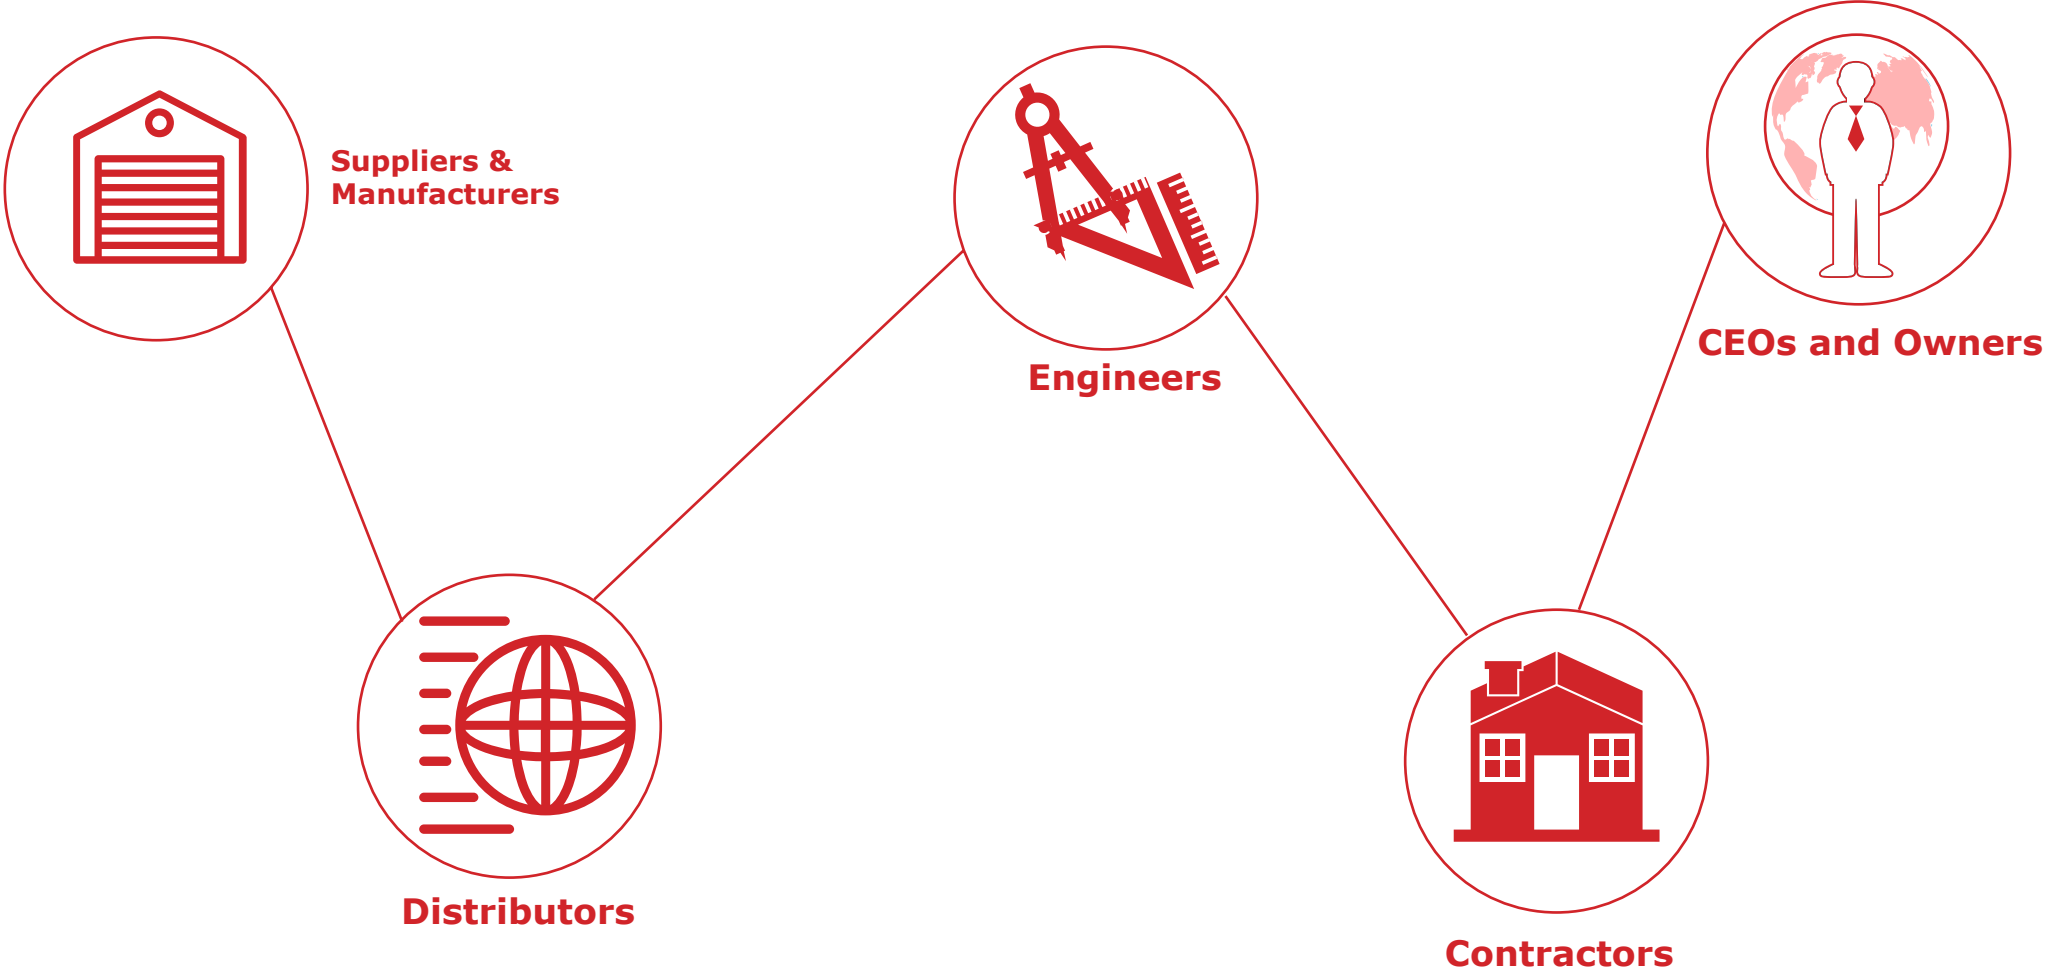 Suppliers &
Manufacturers
Engineers
CEOs and Owners
Distributors
Contractors